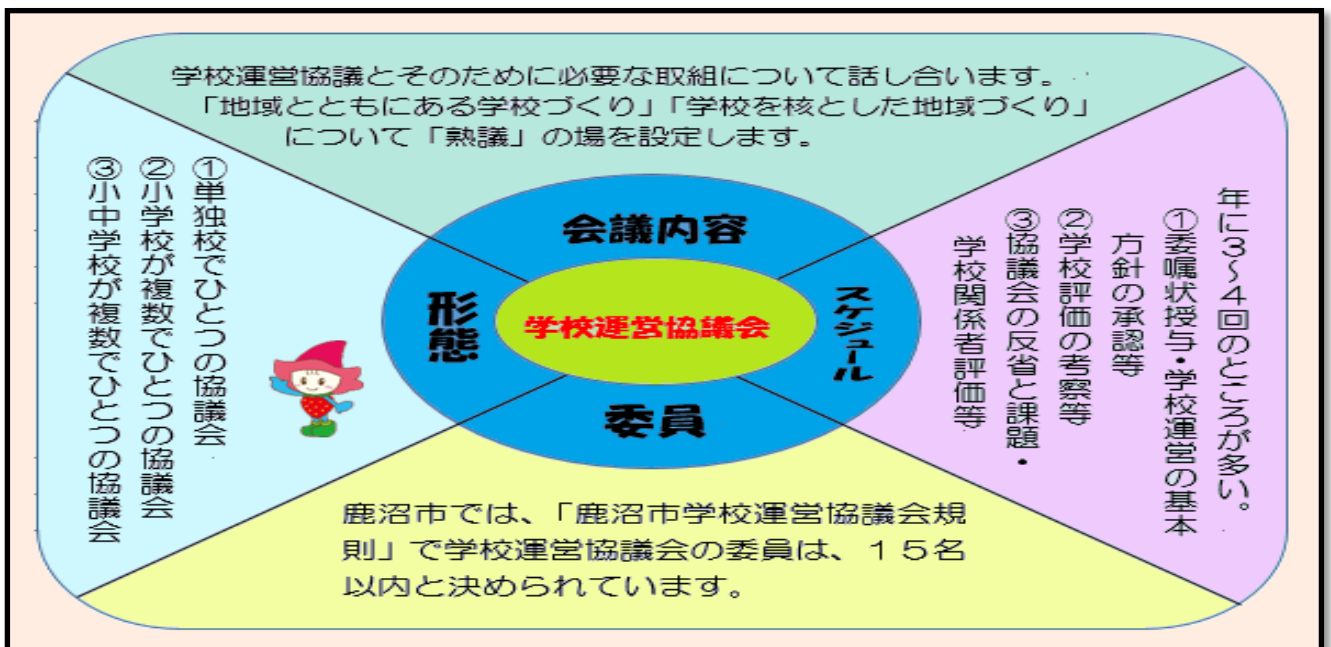 学校運営協議とそのために必要な取組について話し合います。
「地域とともにある学校づくり」「学校を核とした地域づくり」
について「熟議」の場を設定します。
会議内容
形態
学校運営協議会
スケジュール
委員
①単独校でひとつの協議会
②小学校が複数でひとつの協議会
③小中学校が複数でひとつの協議会
年に3~4回のところが多い。
①委嘱状授与・学校運営の基本
方針の承認等
②学校評価の考察等
③協議会の反省と課題・
学校関係者評価等
鹿沼市では、「鹿沼市学校運営協議会規
則」で学校運営協議会の委員は、15名
以内と決められています。